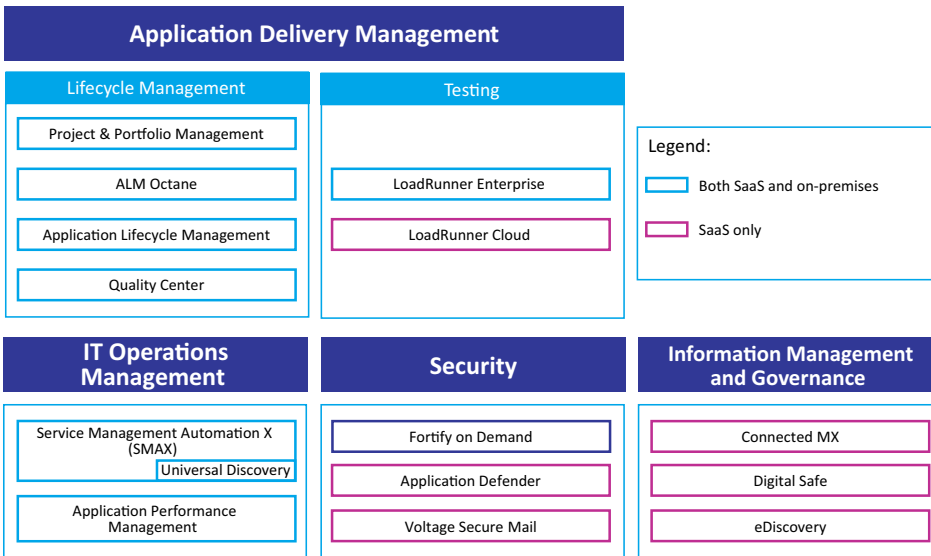 Application Delivery Management
Lifecycle Management
Project & Portfolio Management
ALM Octane
Application Lifecycle Management
Quality Center
Testing
LoadRunner Enterprise
LoadRunner Cloud
Legend:
Both SaaS and on-premises
SaaS only
IT Operations
Management
Service Management Automation X
(SMAX)
Universal Discovery
Application Performance
Management
Security
Fortify on Demand
Application Defender
Voltage Secure Mail
Information Management
and Governance
Connected MX
Digital Safe
eDiscovery